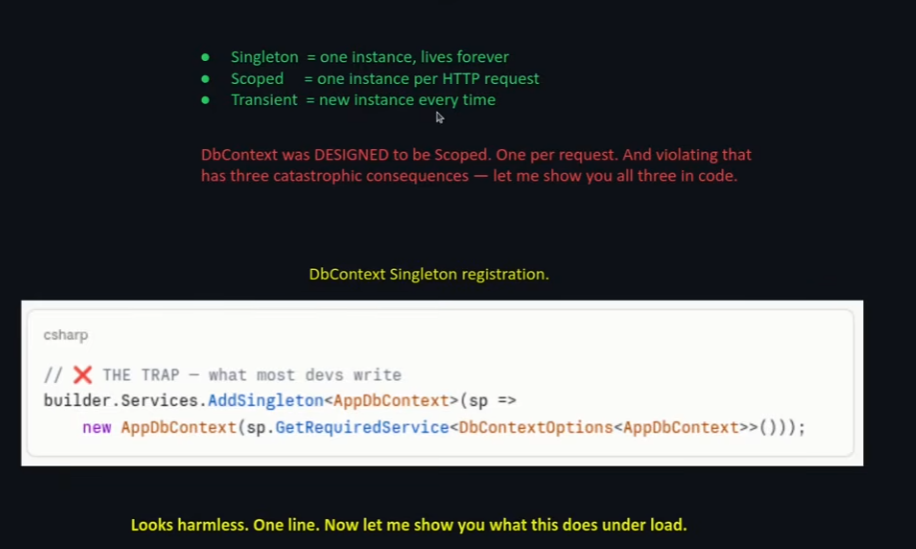 ● Singleton = one instance, lives forever
● Scoped = one instance per HTTP request
● Transient = new instance every time
DbContext was DESIGNED to be Scoped. One per request. And violating that
has three catastrophic consequences — let me show you all three in code.
DbContext Singleton registration.
csharp
// ❌ THE TRAP — what most devs write
builder.Services.AddSingleton<AppDbContext>(sp =>
    new AppDbContext(sp.GetRequiredService<DbContextOptions<AppDbContext>>()));
Looks harmless. One line. Now let me show you what this does under load.